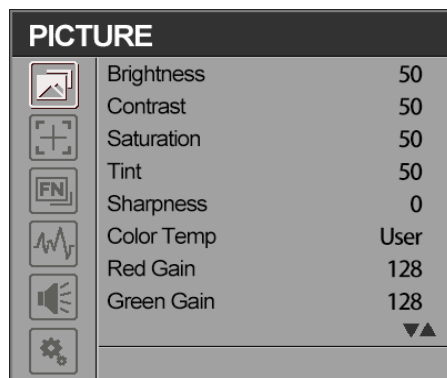 PICTURE
Brightness 50
Contrast 50
Saturation 50
Tint 50
FN
Sharpness 0
Color Temp User
Red Gain 128
Green Gain 128